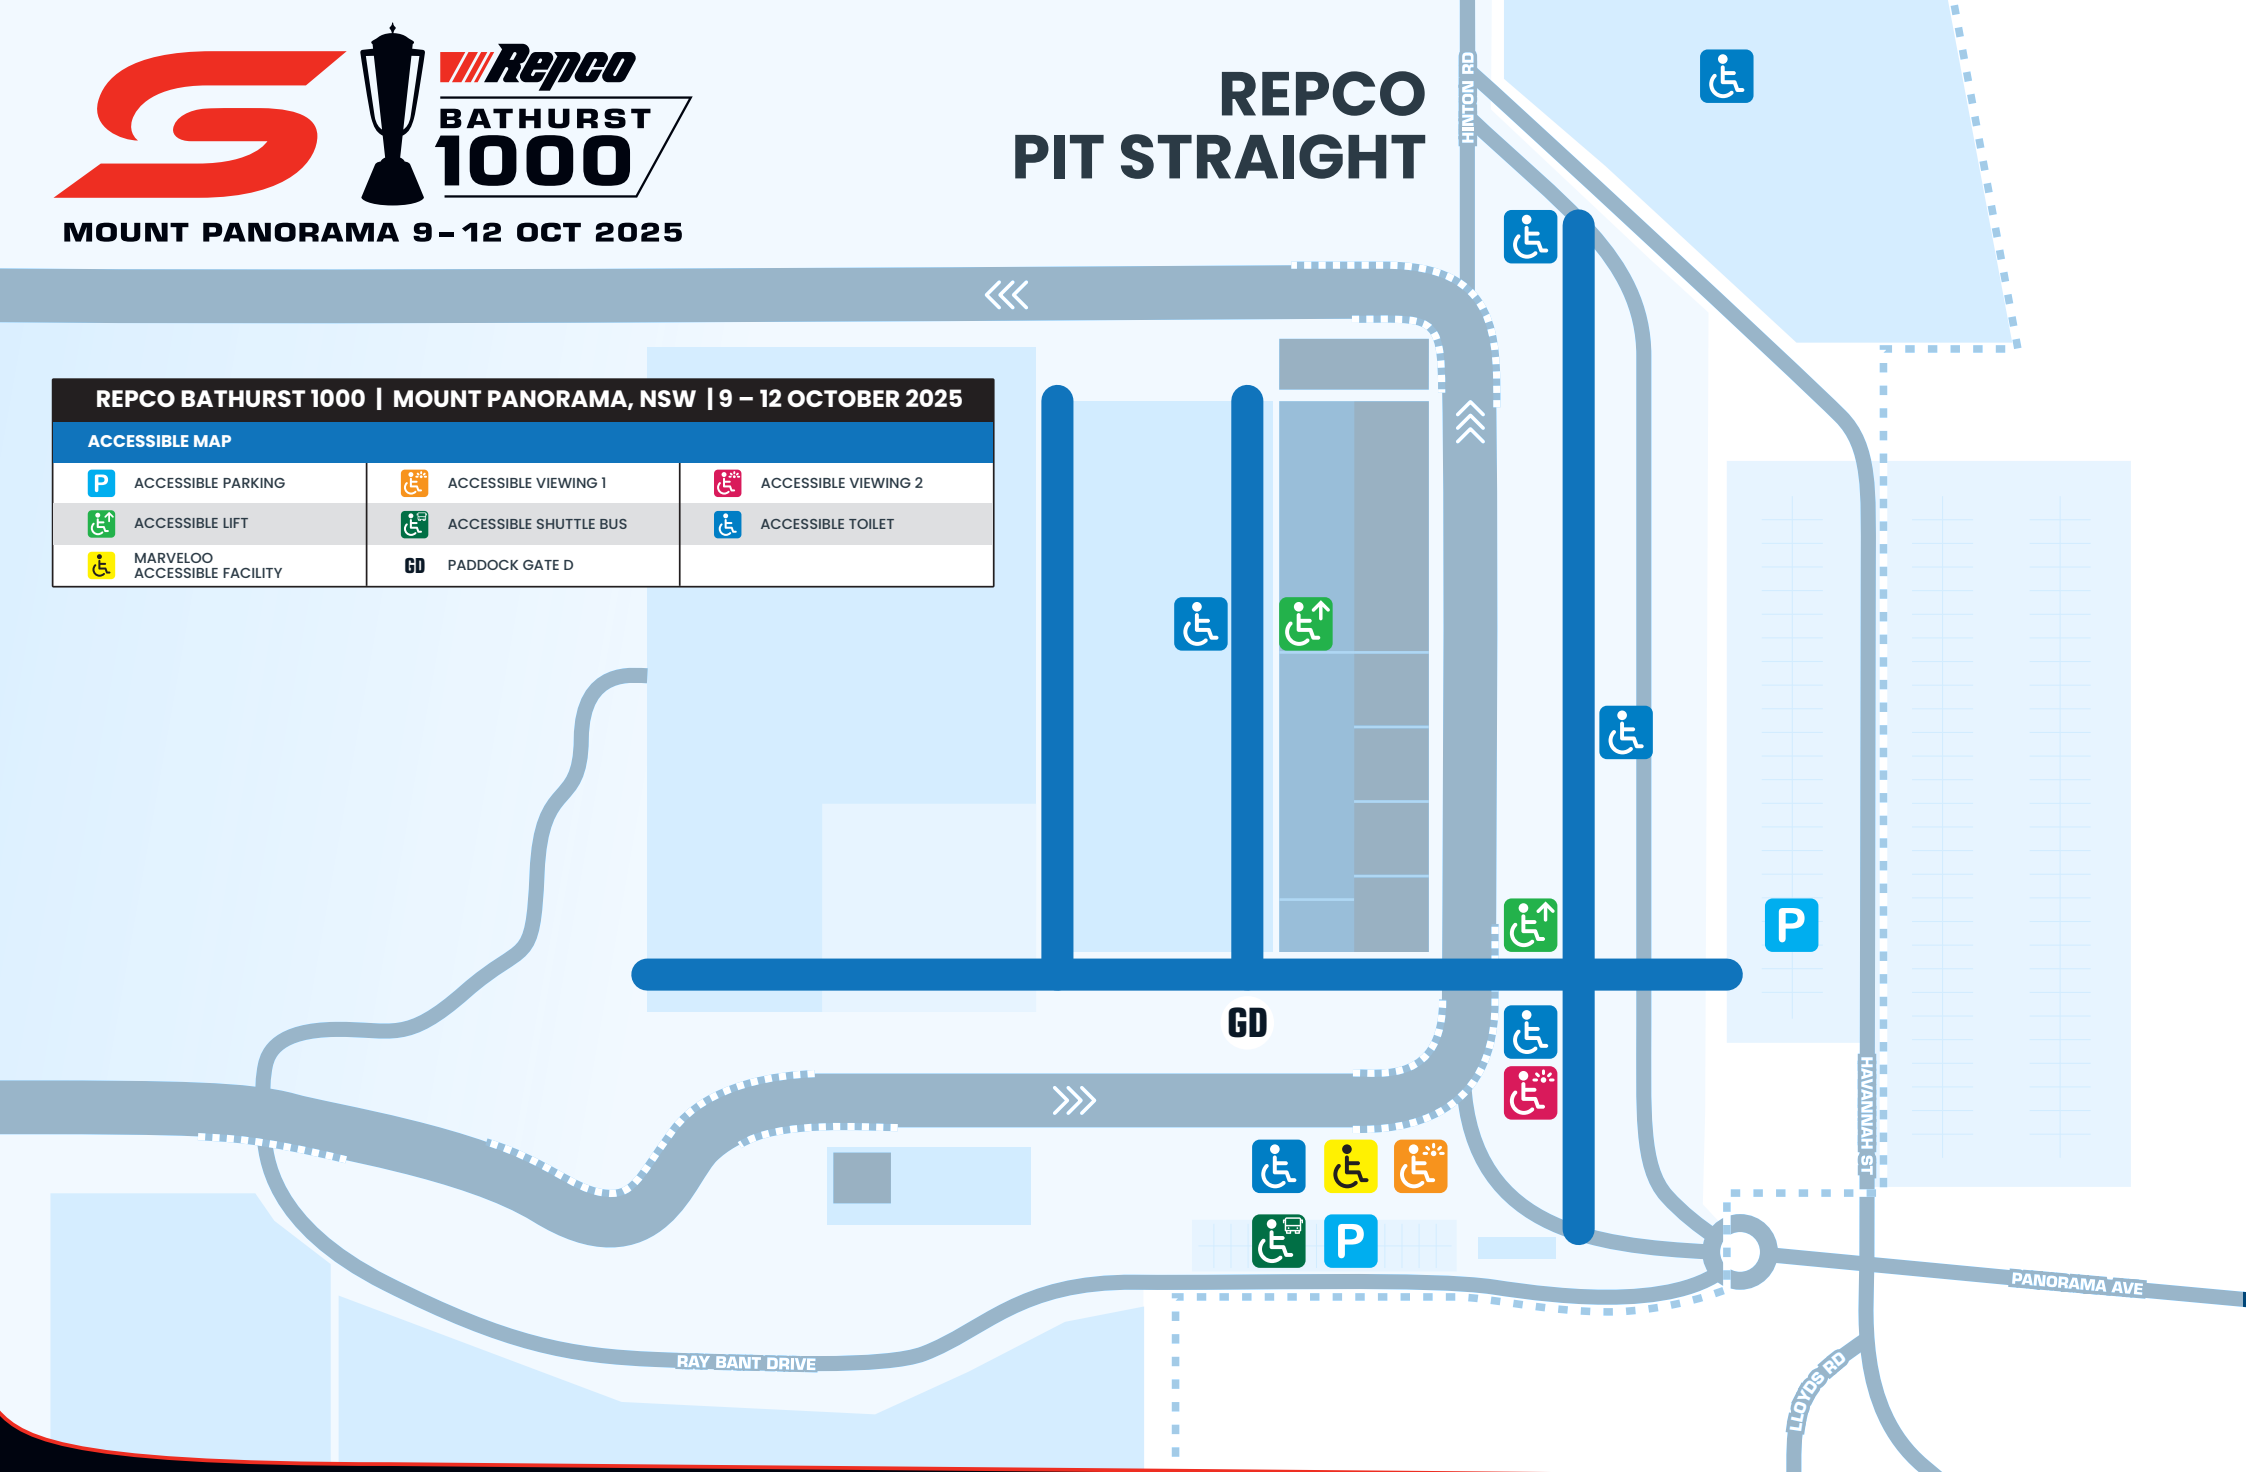 Repco
BATHURST
1000
MOUNT PANORAMA 9-12 OCT 2025
REPCO
PIT STRAIGHT
HINTON RD
REPCO BATHURST 1000 | MOUNT PANORAMA, NSW | 9 – 12 OCTOBER 2025
ACCESSIBLE MAP
P ACCESSIBLE PARKING
ACCESSIBLE VIEWING 1
ACCESSIBLE VIEWING 2
ACCESSIBLE LIFT
ACCESSIBLE SHUTTLE BUS
ACCESSIBLE TOILET
MARVELOO
ACCESSIBLE FACILITY
GD PADDOCK GATE D
P
GD
HAVANNAH ST
P
PANORAMA AVE
RAY BANT DRIVE
LLOYDS RD